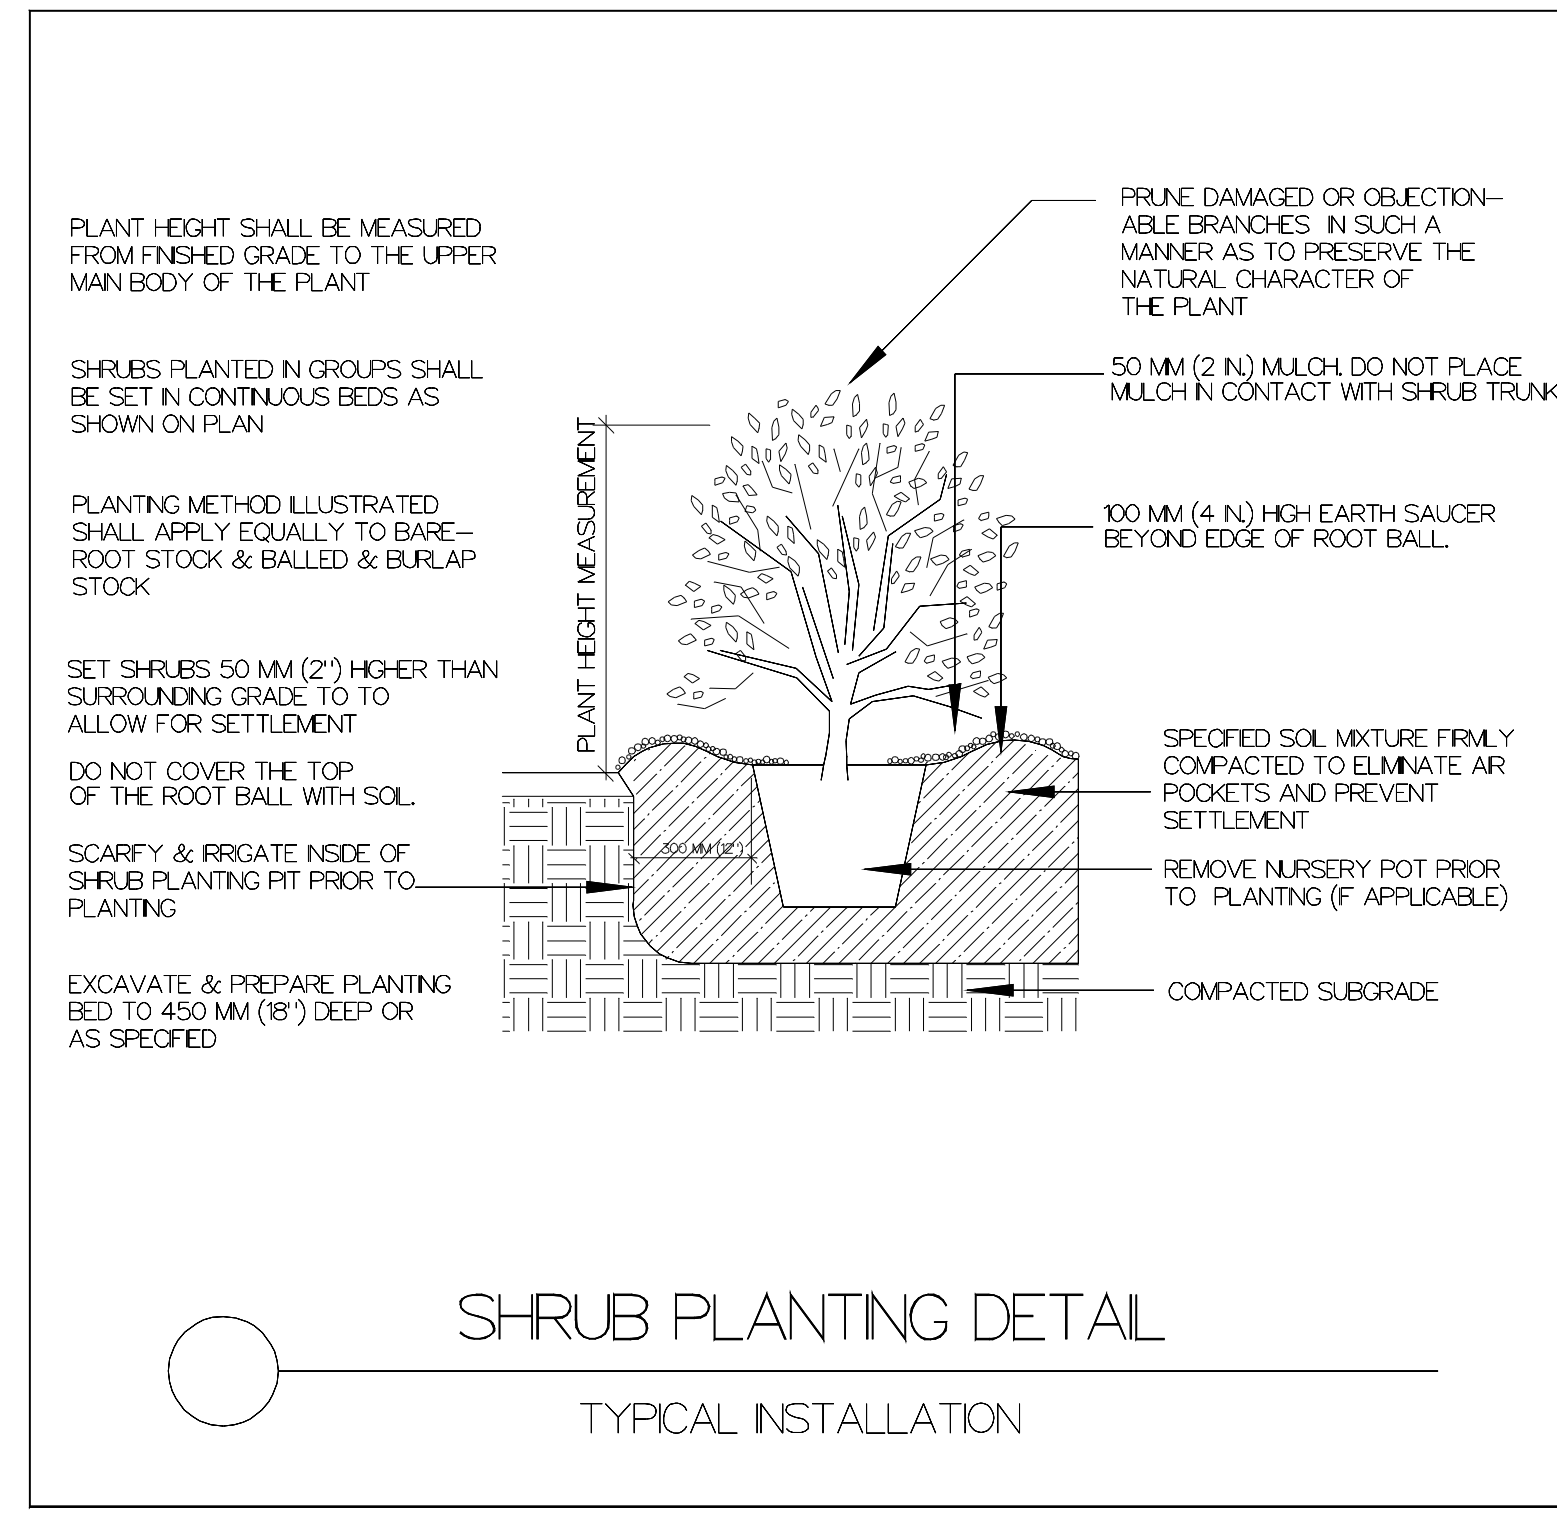 PLANT HEIGHT SHALL BE MEASURED
FROM FINISHED GRADE TO THE UPPER
MAIN BODY OF THE PLANT
SHRUBS PLANTED IN GROUPS SHALL
BE SET IN CONTINUOUS BEDS AS
SHOWN ON PLAN
PLANTING METHOD ILLUSTRATED
SHALL APPLY EQUALLY TO BARE-
ROOT STOCK & BALLED & BURLAP
STOCK
SET SHRUBS 50 MM (2") HIGHER THAN
SURROUNDING GRADE TO TO
ALLOW FOR SETTLEMENT
DO NOT COVER THE TOP
OF THE ROOT BALL WITH SOIL.
SCARIFY & IRRIGATE INSIDE OF
SHRUB PLANTING PIT PRIOR TO
PLANTING
EXCAVATE & PREPARE PLANTING
BED TO 450 MM (18") DEEP OR
AS SPECIFIED
PLANT HEIGHT MEASUREMENT
300 MM (12")
PRUNE DAMAGED OR OBJECTION-
ABLE BRANCHES IN SUCH A
MANNER AS TO PRESERVE THE
NATURAL CHARACTER OF
THE PLANT
50 MM (2 IN.) MULCH. DO NOT PLACE
MULCH IN CONTACT WITH SHRUB TRUNK
100 MM (4 IN.) HIGH EARTH SAUCER
BEYOND EDGE OF ROOT BALL.
SPECIFIED SOIL MIXTURE FIRMLY
COMPACTED TO ELIMINATE AIR
POCKETS AND PREVENT
SETTLEMENT
REMOVE NURSERY POT PRIOR
TO PLANTING (IF APPLICABLE)
COMPACTED SUBGRADE
SHRUB PLANTING DETAIL
TYPICAL INSTALLATION